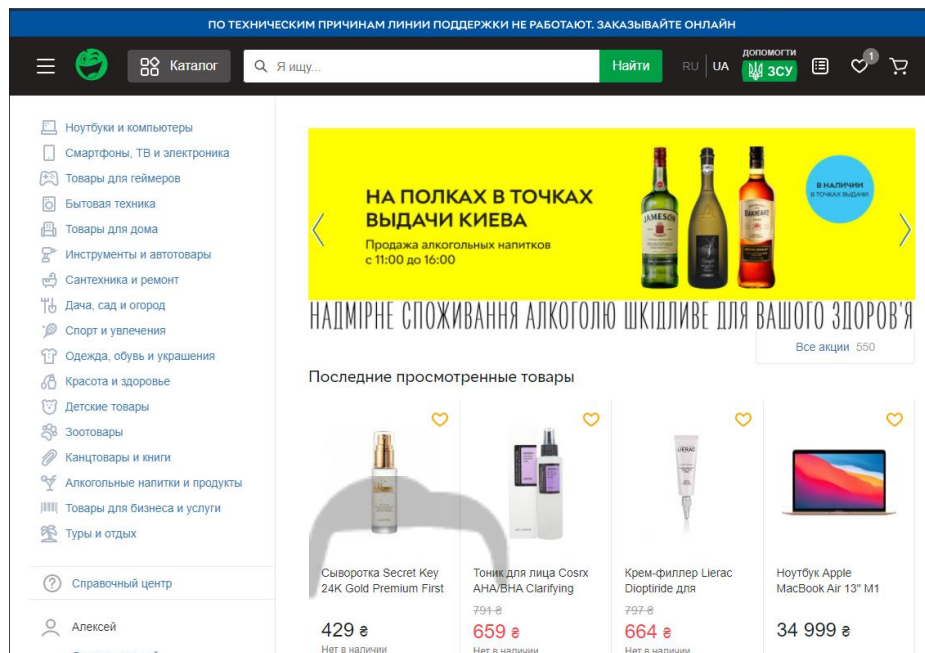 ПО ТЕХНИЧЕСКИМ ПРИЧИНАМ ЛИНИИ ПОДДЕРЖКИ НЕ РАБОТАЮТ. ЗАКАЗЫВАЙТЕ ОНЛАЙН
Каталог
Я ищу...
Найти
RU
UA
ДОПОМОГТИ
ЗСУ
1
Ноутбуки и компьютеры
Смартфоны, ТВ и электроника
Товары для геймеров
Бытовая техника
Товары для дома
Инструменты и автотовары
Сантехника и ремонт
Дача, сад и огород
Спорт и увлечения
Одежда, обувь и украшения
Красота и здоровье
Детские товары
Зоотовары
Канцтовары и книги
Алкогольные напитки и продукты
Товары для бизнеса и услуги
Туры и отдых
Справочный центр
Алексей
НА ПОЛКАХ В ТОЧКАХ
ВЫДАЧИ КИЕВА
Продажа алкогольных напитков
с 11:00 до 16:00
JAMESON
OAKHEART
В НАЛИЧИИ
В ТОЧКАХ ВЫДАЧИ
НАДМІРНЕ СПОЖИВАННЯ АЛКОГОЛЮ ШКІДЛИВЕ ДЛЯ ВАШОГО ЗДОРОВ'Я
Все акции 550
Последние просмотренные товары
LIERAC
Сыворотка Secret Key
24K Gold Premium First
429 ₴
Нет в наличии
Тоник для лица Cosrx
AHA/BHA Clarifying
791 ₴
659 ₴
Нет в наличии
Крем-филлер Lierac
Dioptiride для
797 ₴
664 ₴
Нет в наличии
Ноутбук Apple
MacBook Air 13" M1
34 999 ₴